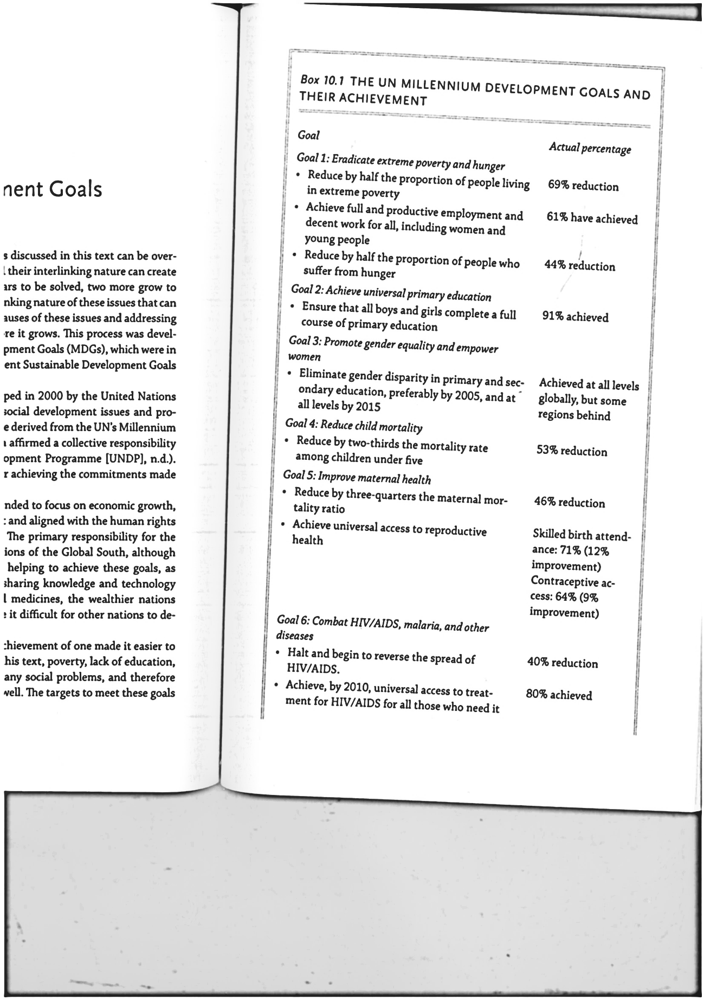 nent Goals
s discussed in this text can be over-
their interlinking nature can create
ars to be solved, two more grow to
nking nature of these issues that can
auses of these issues and addressing
re it grows. This process was devel-
pment Goals (MDGs), which were in
ent Sustainable Development Goals
ped in 2000 by the United Nations
social development issues and pro-
e derived from the UN's Millennium
affirmed a collective responsibility
opment Programme [UNDP], n.d.).
r achieving the commitments made
nded to focus on economic growth,
: and aligned with the human rights
The primary responsibility for the
ions of the Global South, although
helping to achieve these goals, as
sharing knowledge and technology
l medicines, the wealthier nations
it difficult for other nations to de-
chievement of one made it easier to
his text, poverty, lack of education,
any social problems, and therefore
well. The targets to meet these goals
Box 10.1 THE UN MILLENNIUM DEVELOPMENT GOALS AND
THEIR ACHIEVEMENT
Goal
Actual percentage
Goal 1: Eradicate extreme poverty and hunger
• Reduce by half the proportion of people living
in extreme poverty
69% reduction
• Achieve full and productive employment and
decent work for all, including women and
young people
61% have achieved
• Reduce by half the proportion of people who
suffer from hunger
44% reduction
Goal 2: Achieve universal primary education
• Ensure that all boys and girls complete a full
course of primary education
91% achieved
Goal 3: Promote gender equality and empower
women
• Eliminate gender disparity in primary and sec-
ondary education, preferably by 2005, and at
all levels by 2015
Achieved at all levels
globally, but some
regions behind
Goal 4: Reduce child mortality
• Reduce by two-thirds the mortality rate
among children under five
53% reduction
Goal 5: Improve maternal health
• Reduce by three-quarters the maternal mor-
tality ratio
46% reduction
• Achieve universal access to reproductive
health
Skilled birth attend-
ance: 71% (12%
improvement)
Contraceptive ac-
cess: 64% (9%
improvement)
Goal 6: Combat HIV/AIDS, malaria, and other
diseases
• Halt and begin to reverse the spread of
HIV/AIDS.
40% reduction
• Achieve, by 2010, universal access to treat-
ment for HIV/AIDS for all those who need it
80% achieved